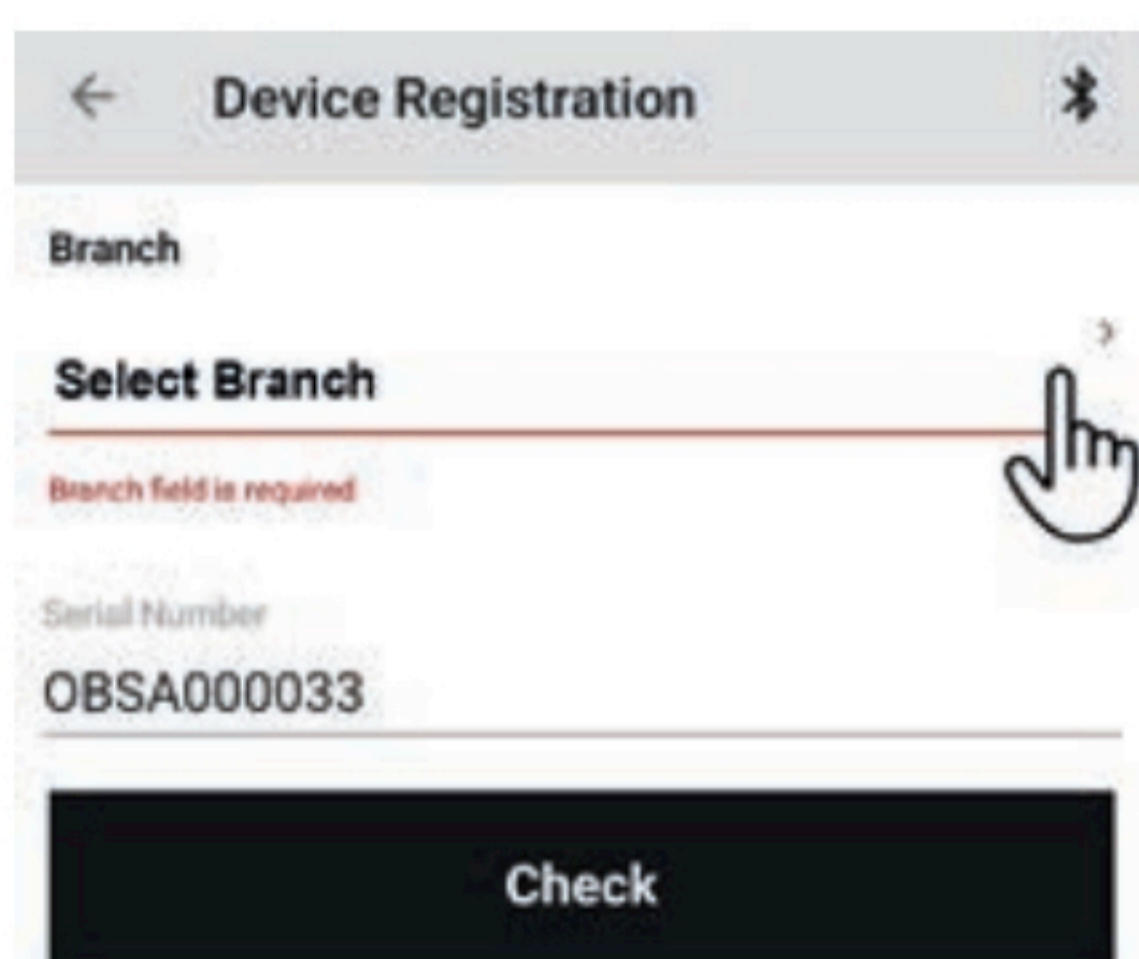 Device Registration
Branch
Select Branch
Branch field is required
Serial Number
OBSA000033
Check